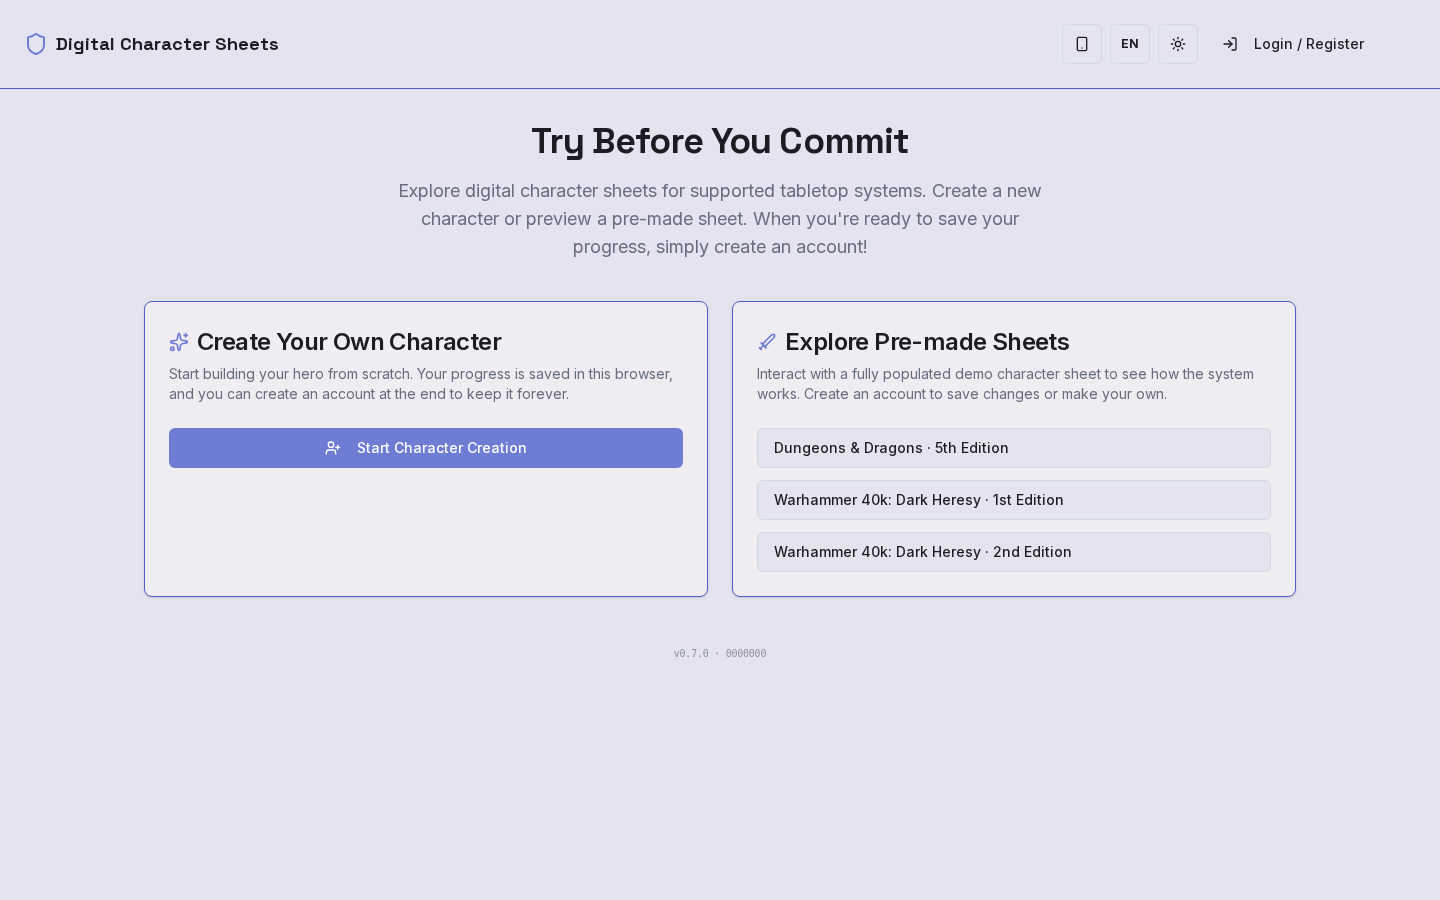 Digital Character Sheets
EN
Login / Register
Try Before You Commit
Explore digital character sheets for supported tabletop systems. Create a new
character or preview a pre-made sheet. When you're ready to save your
progress, simply create an account!
Create Your Own Character
Start building your hero from scratch. Your progress is saved in this browser,
and you can create an account at the end to keep it forever.
Start Character Creation
Explore Pre-made Sheets
Interact with a fully populated demo character sheet to see how the system
works. Create an account to save changes or make your own.
Dungeons & Dragons · 5th Edition
Warhammer 40k: Dark Heresy · 1st Edition
Warhammer 40k: Dark Heresy · 2nd Edition
v0.7.0 · 0000000